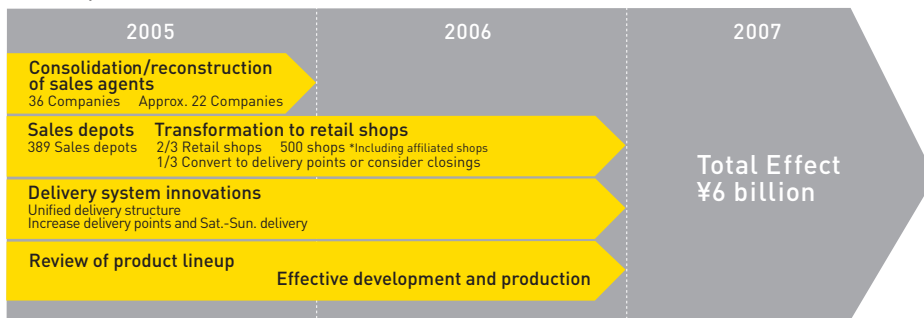 2005 2006 2007
Consolidation/reconstruction
of sales agents
36 Companies Approx. 22 Companies
Sales depots Transformation to retail shops
389 Sales depots 2/3 Retail shops 500 shops *Including affiliated shops
1/3 Convert to delivery points or consider closings
Delivery system innovations
Unified delivery structure
Increase delivery points and Sat.-Sun. delivery
Review of product lineup
Effective development and production
Total Effect
¥6 billion